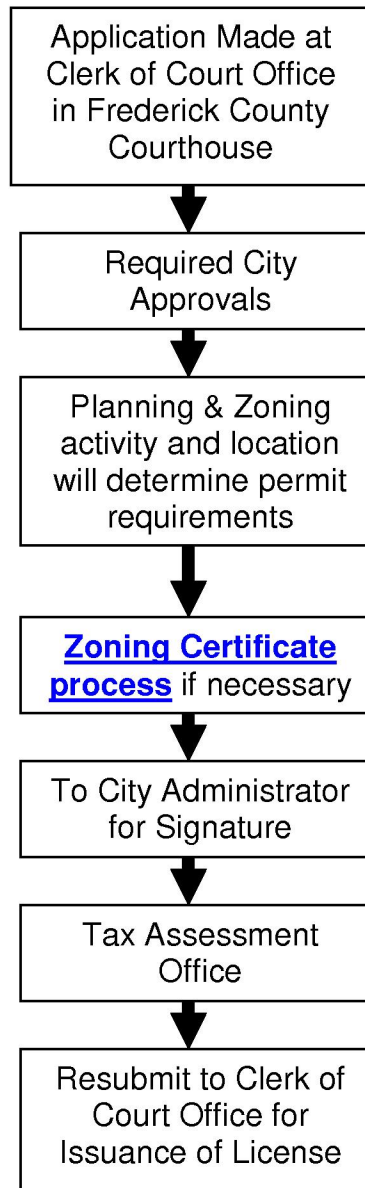 Application Made at
Clerk of Court Office
in Frederick County
Courthouse
Required City
Approvals
Planning & Zoning
activity and location
will determine permit
requirements
Zoning Certificate
process if necessary
To City Administrator
for Signature
Tax Assessment
Office
Resubmit to Clerk of
Court Office for
Issuance of License